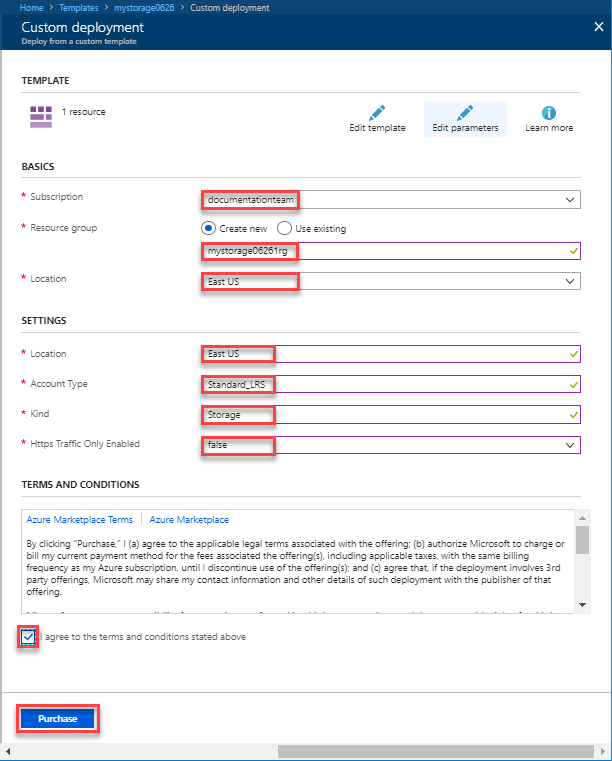 Home > Templates > mystorage0626 > Custom deployment
Custom deployment
Deploy from a custom template
TEMPLATE
1 resource
Edit template
Edit parameters
Learn more
BASICS
* Subscription
documentationteam
* Resource group
Create new
Use existing
mystorage06261rg
* Location
East US
SETTINGS
* Location
East US
* Account Type
Standard_LRS
* Kind
Storage
* Https Traffic Only Enabled
false
TERMS AND CONDITIONS
Azure Marketplace Terms | Azure Marketplace
By clicking "Purchase," I (a) agree to the applicable legal terms associated with the offering; (b) authorize Microsoft to charge or
bill my current payment method for the fees associated the offering(s), including applicable taxes, with the same billing
frequency as my Azure subscription, until I discontinue use of the offering(s); and (c) agree that, if the deployment involves 3rd
party offerings, Microsoft may share my contact information and other details of such deployment with the publisher of that
offering.
I agree to the terms and conditions stated above
Purchase